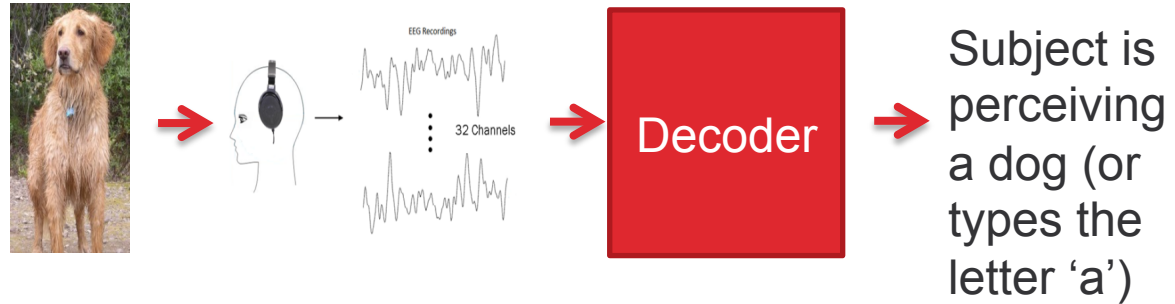 EEG Recordings
32 Channels
Decoder
Subject is
perceiving
a dog (or
types the
letter ‘a’)